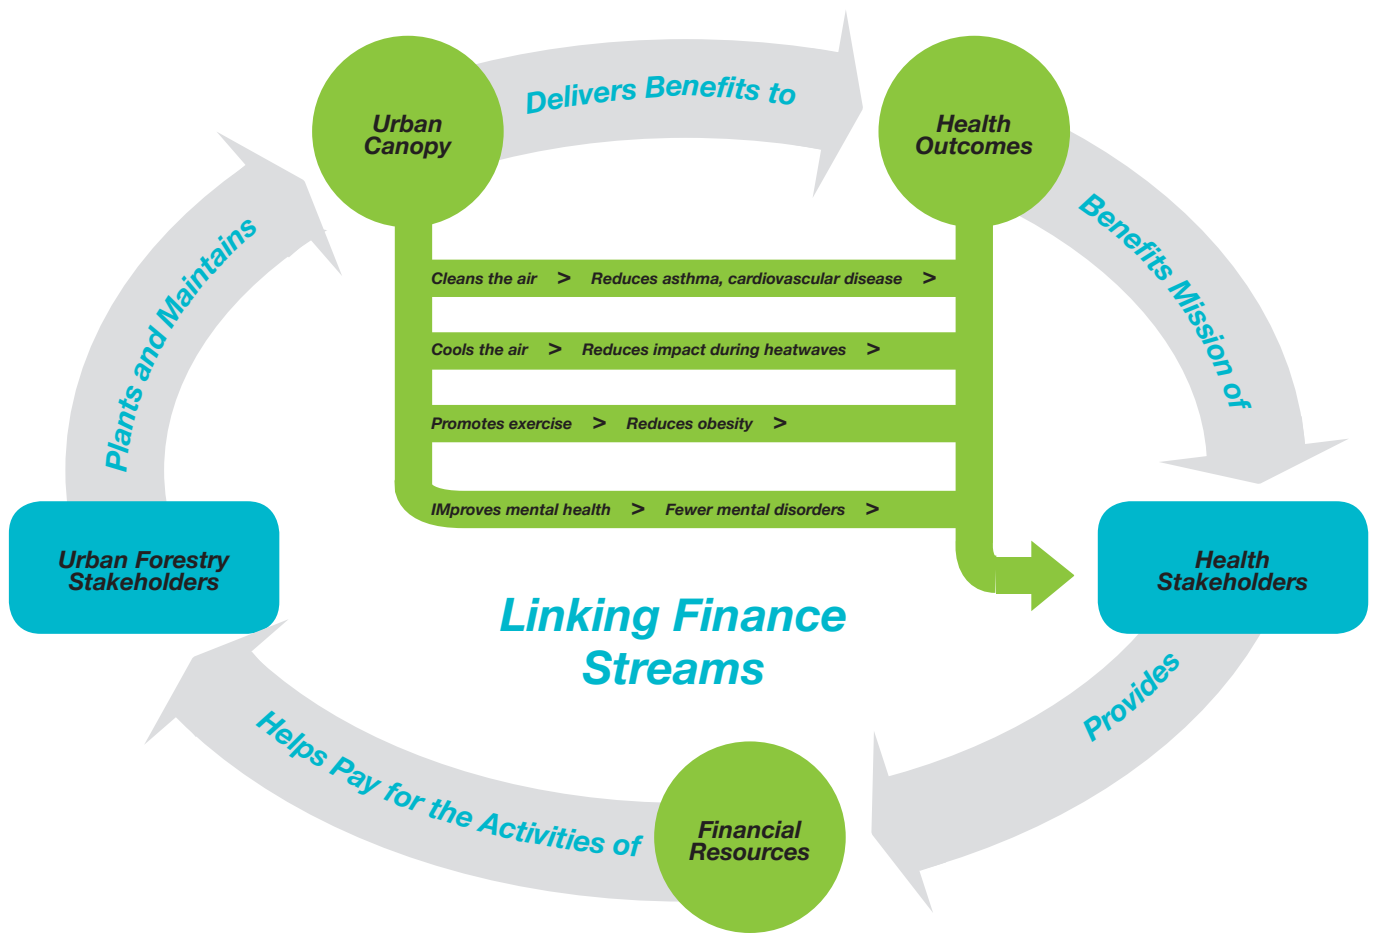 Delivers Benefits to
Urban
Canopy
Health
Outcomes
Benefits Mission of
Plants and Maintains
Cleans the air > Reduces asthma, cardiovascular disease >
Cools the air > Reduces impact during heatwaves >
Promotes exercise > Reduces obesity >
IMproves mental health > Fewer mental disorders >
Urban Forestry
Stakeholders
Health
Stakeholders
Linking Finance
Streams
Provides
Helps Pay for the Activities of
Financial
Resources